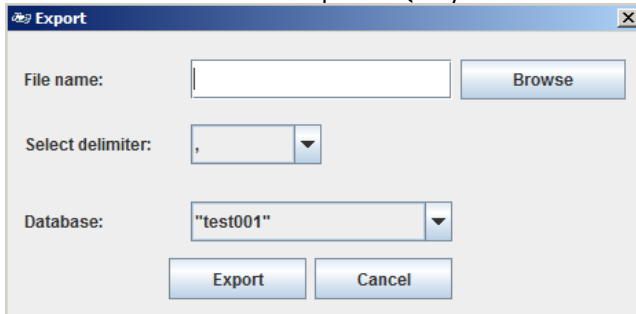 Export
File name:
Browse
Select delimiter:
,
Database:
"test001"
Export
Cancel